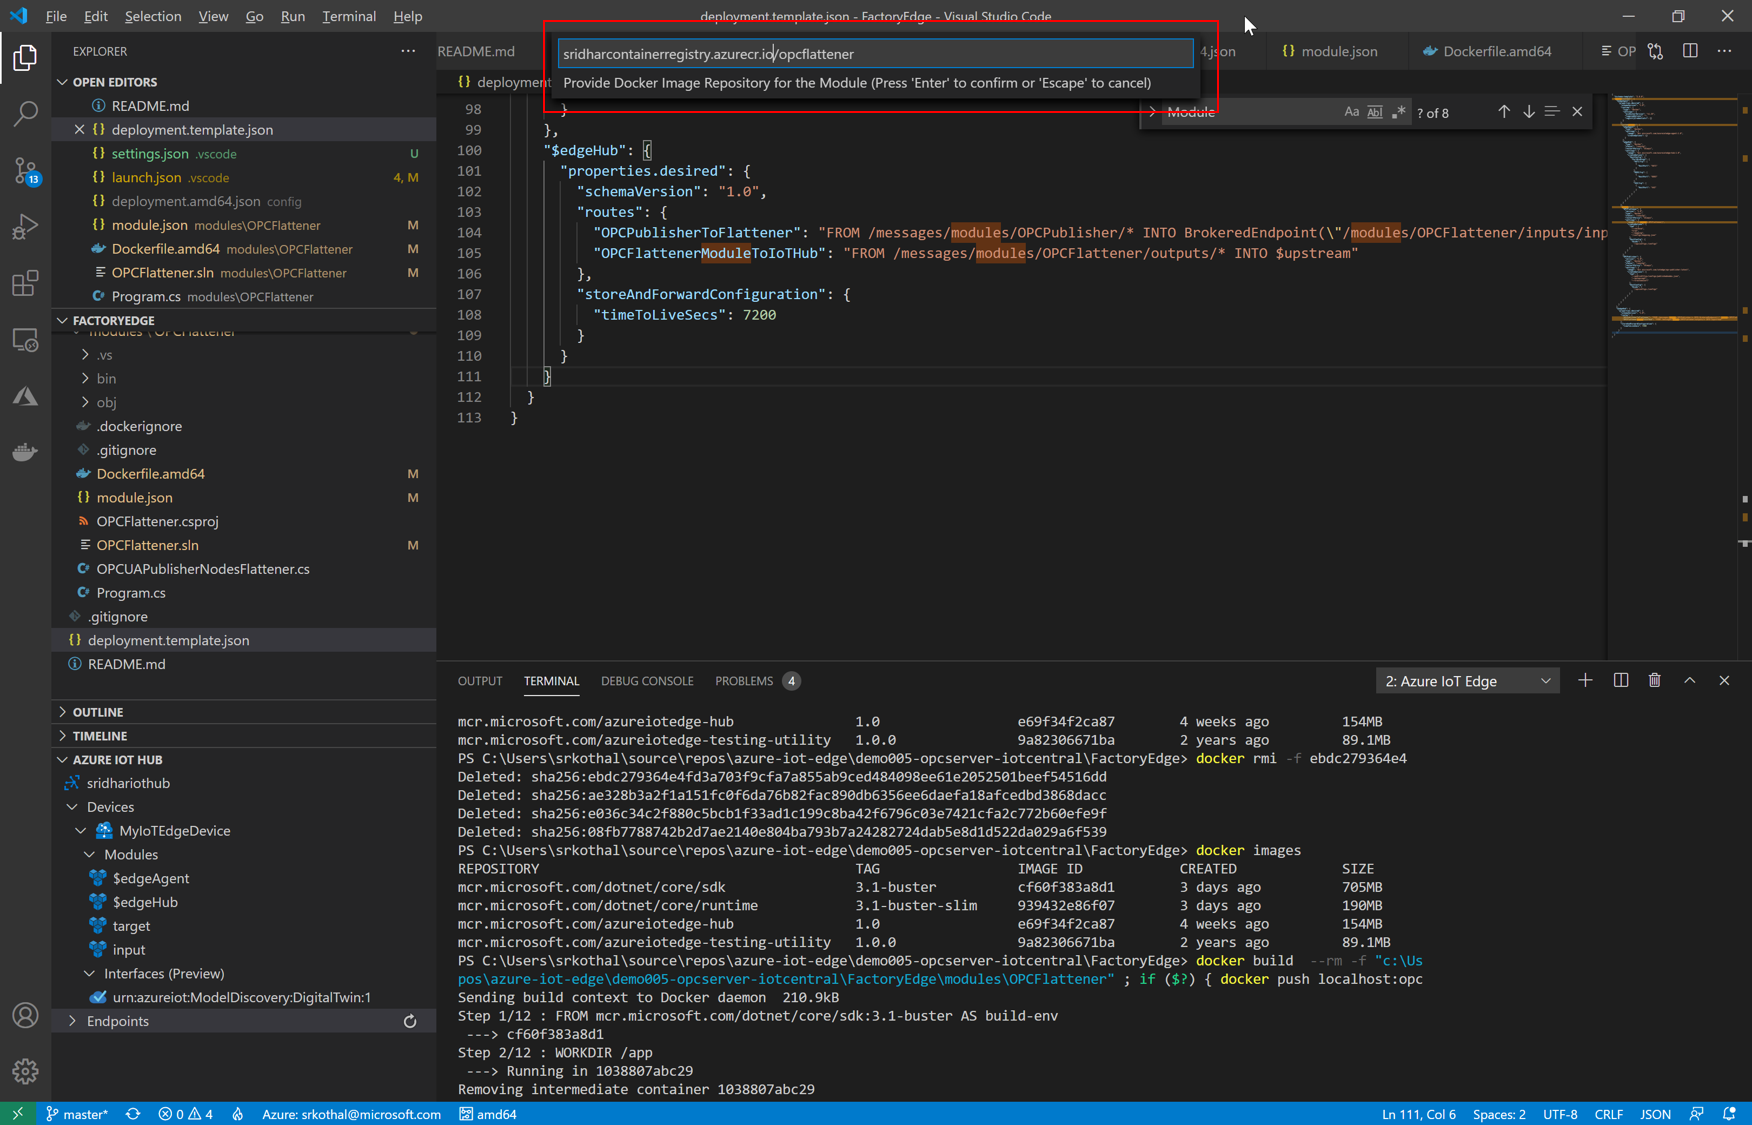 File Edit Selection View Go Run Terminal Help
deployment.template.json - FactoryEdge - Visual Studio Code
EXPLORER
OPEN EDITORS
README.md
deployment.template.json
settings.json .vscode U
launch.json .vscode 4, M
deployment.amd64.json config
module.json modules\OPCFlattener M
Dockerfile.amd64 modules\OPCFlattener M
OPCFlattener.sln modules\OPCFlattener M
Program.cs modules\OPCFlattener
13
FACTORYEDGE
modules \ OPCFlattener
.vs
bin
obj
.dockerignore
.gitignore
Dockerfile.amd64 M
module.json M
OPCFlattener.csproj
OPCFlattener.sln M
OPCUAPublisherNodesFlattener.cs
Program.cs
.gitignore
deployment.template.json
README.md
OUTLINE
TIMELINE
AZURE IOT HUB
sridhariothub
Devices
MyIoTEdgeDevice
Modules
$edgeAgent
$edgeHub
target
input
Interfaces (Preview)
urn:azureiot:ModelDiscovery:DigitalTwin:1
Endpoints
README.md
4.json
module.json
Dockerfile.amd64
OP
sridharcontainerregistry.azurecr.io/opcflattener
Provide Docker Image Repository for the Module (Press 'Enter' to confirm or 'Escape' to cancel)
deployment
Module
Aa Abl .* ? of 8
98 }
99 },
100 "$edgeHub": {
101 "properties.desired": {
102 "schemaVersion": "1.0",
103 "routes": {
104 "OPCPublisherToFlattener": "FROM /messages/modules/OPCPublisher/* INTO BrokeredEndpoint(\"/modules/OPCFlattener/inputs/inp
105 "OPCFlattenerModuleToIoTHub": "FROM /messages/modules/OPCFlattener/outputs/* INTO $upstream"
106 },
107 "storeAndForwardConfiguration": {
108 "timeToLiveSecs": 7200
109 }
110 }
111 }
112 }
113 }
OUTPUT TERMINAL DEBUG CONSOLE PROBLEMS 4
2: Azure IoT Edge
mcr.microsoft.com/azureiotedge-hub 1.0 e69f34f2ca87 4 weeks ago 154MB
mcr.microsoft.com/azureiotedge-testing-utility 1.0.0 9a82306671ba 2 years ago 89.1MB
PS C:\Users\srkothal\source\repos\azure-iot-edge\demo005-opcserver-iotcentral\FactoryEdge> docker rmi -f ebdc279364e4
Deleted: sha256:ebdc279364e4fd3a703f9cfa7a855ab9ced484098ee61e2052501beef54516dd
Deleted: sha256:ae328b3a2f1a151fc0f6da76b82fac890db6356ee6daefa18afcedbd3868dacc
Deleted: sha256:e036c34c2f880c5bcb1f33ad1c199c8ba42f6796c03e7421cfa2c772b60efe9f
Deleted: sha256:08fb7788742b2d7ae2140e804ba793b7a24282724dab5e8d1d522da029a6f539
PS C:\Users\srkothal\source\repos\azure-iot-edge\demo005-opcserver-iotcentral\FactoryEdge> docker images
REPOSITORY TAG IMAGE ID CREATED SIZE
mcr.microsoft.com/dotnet/core/sdk 3.1-buster cf60f383a8d1 3 days ago 705MB
mcr.microsoft.com/dotnet/core/runtime 3.1-buster-slim 939432e86f07 3 days ago 190MB
mcr.microsoft.com/azureiotedge-hub 1.0 e69f34f2ca87 4 weeks ago 154MB
mcr.microsoft.com/azureiotedge-testing-utility 1.0.0 9a82306671ba 2 years ago 89.1MB
PS C:\Users\srkothal\source\repos\azure-iot-edge\demo005-opcserver-iotcentral\FactoryEdge> docker build --rm -f "c:\Us
pos\azure-iot-edge\demo005-opcserver-iotcentral\FactoryEdge\modules\OPCFlattener" ; if ($?) { docker push localhost:opc
Sending build context to Docker daemon 210.9kB
Step 1/12 : FROM mcr.microsoft.com/dotnet/core/sdk:3.1-buster AS build-env
---> cf60f383a8d1
Step 2/12 : WORKDIR /app
---> Running in 1038807abc29
Removing intermediate container 1038807abc29
master* 0 4 Azure: srkothal@microsoft.com amd64
Ln 111, Col 6 Spaces: 2 UTF-8 CRLF JSON